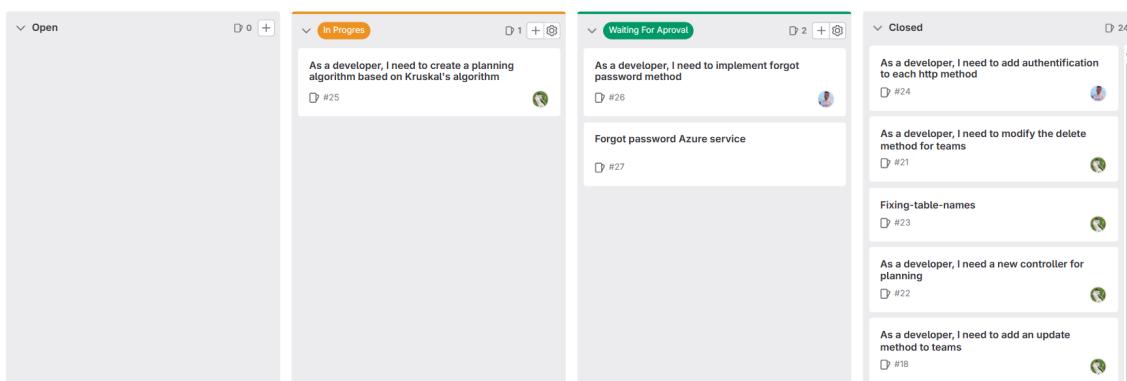 Open
0
In Progres
1
As a developer, I need to create a planning
algorithm based on Kruskal's algorithm
#25
Waiting For Aproval
2
As a developer, I need to implement forgot
password method
#26
Forgot password Azure service
#27
Closed
24
As a developer, I need to add authentification
to each http method
#24
As a developer, I need to modify the delete
method for teams
#21
Fixing-table-names
#23
As a developer, I need a new controller for
planning
#22
As a developer, I need to add an update
method to teams
#18